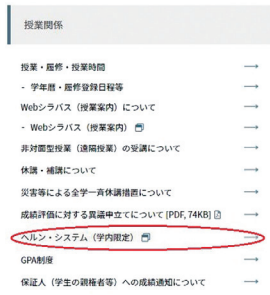 授業関係
授業・履修・授業時間
- 学年暦・履修登録日程等
Webシラバス（授業案内）について
- Webシラバス（授業案内）
非対面型授業（遠隔授業）の受講について
休講・補講について
災害等による全学一斉休講措置について
成績評価に対する異議申立てについて [PDF, 74KB]
ヘルン・システム（学内限定）
GPA制度
保証人（学生の親権者等）への成績通知について